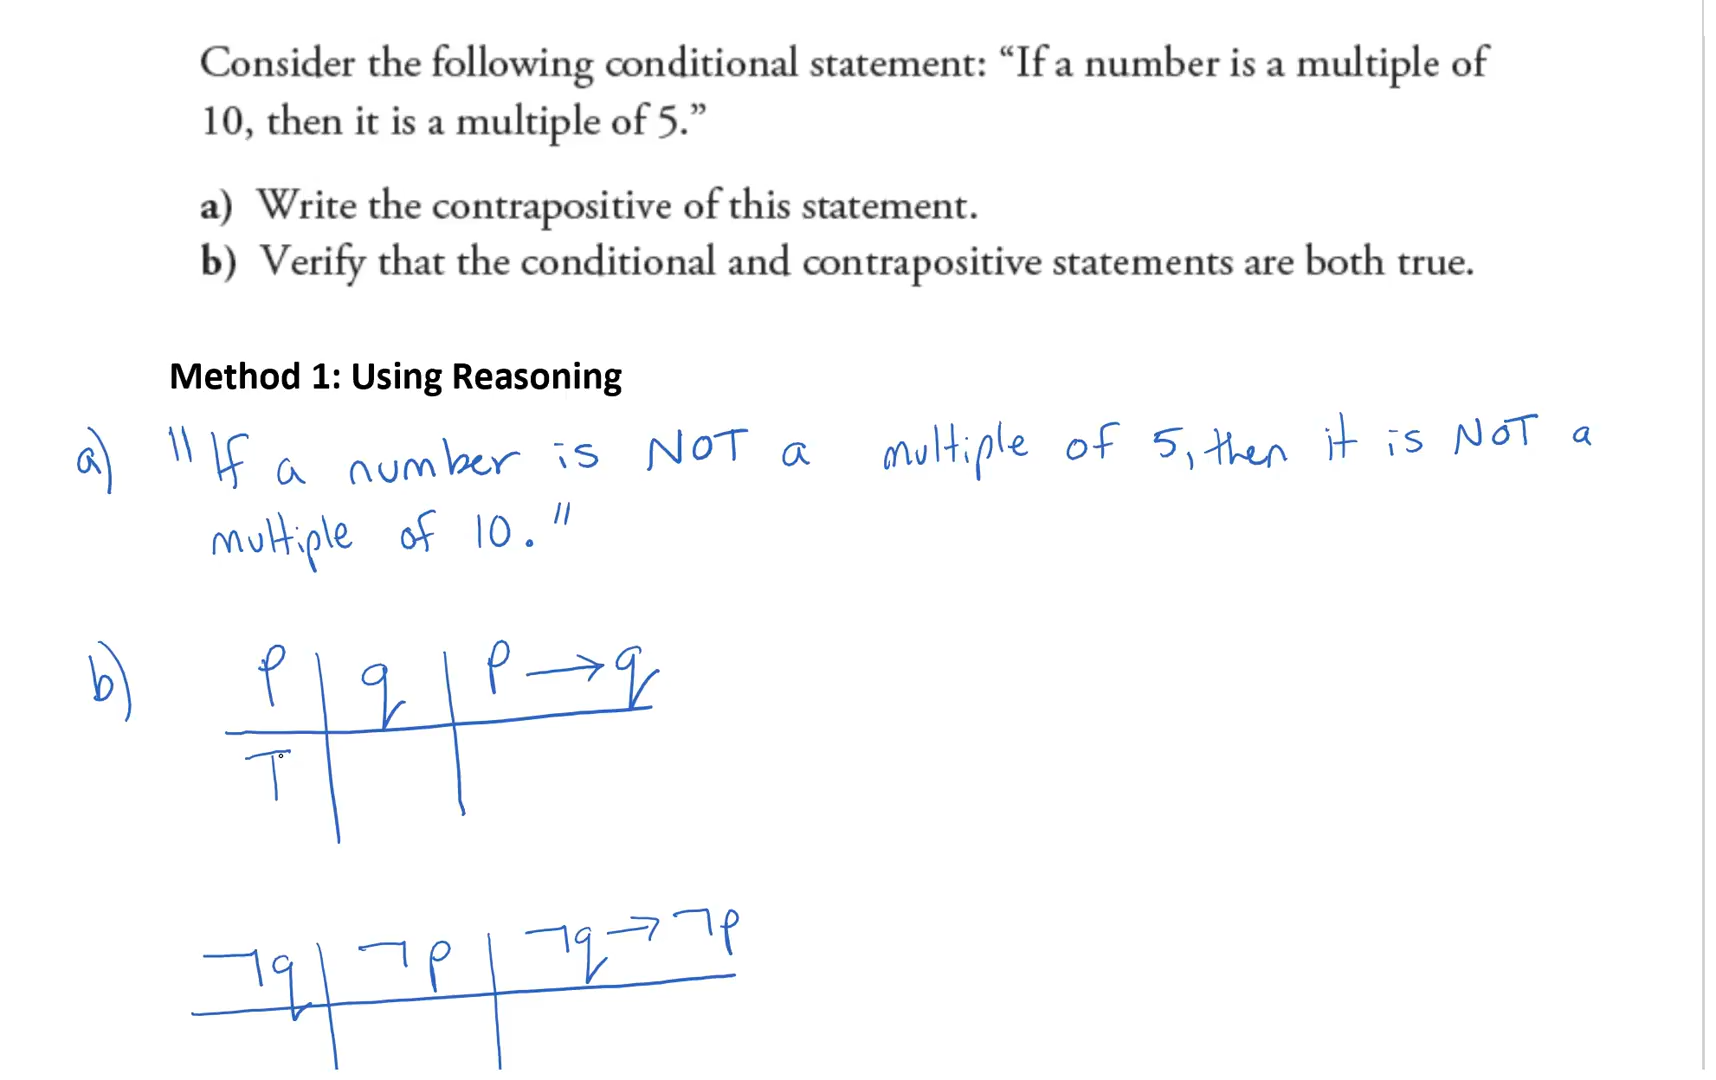 Consider the following conditional statement: “If a number is a multiple of
10, then it is a multiple of 5.”
a) Write the contrapositive of this statement.
b) Verify that the conditional and contrapositive statements are both true.
Method 1: Using Reasoning
a) "If a number is NOT a multiple of 5, then it is NOT a
multiple of 10."
b) p | q | p → q
T
¬q | ¬p | ¬q → ¬p